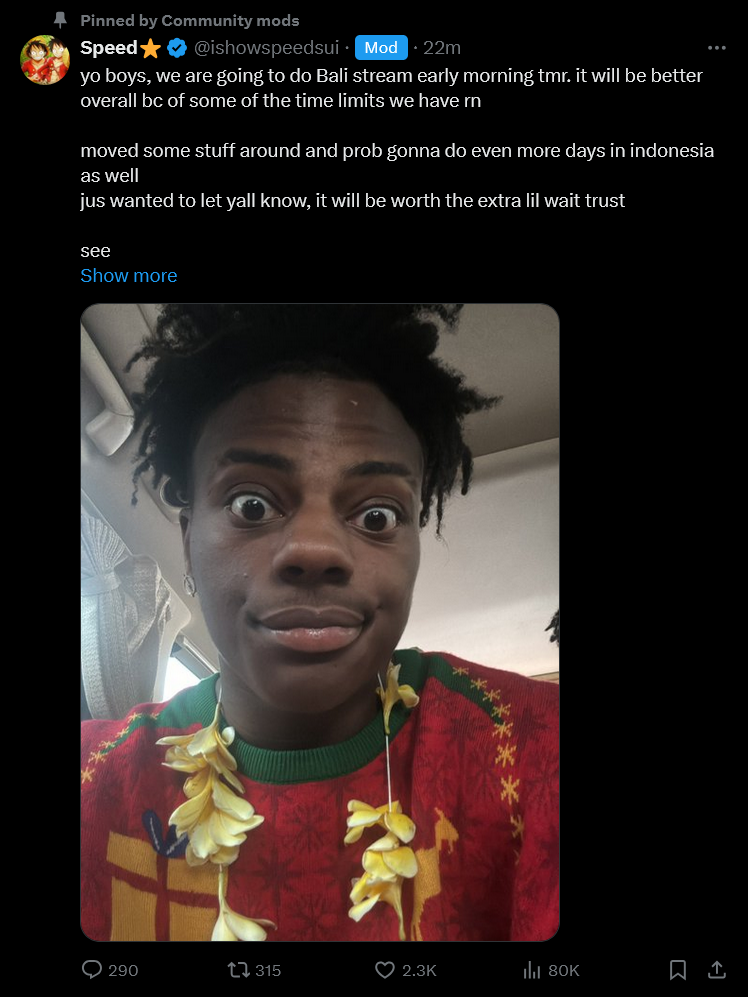 Pinned by Community mods
Speed⭐ @ishowspeedsui · Mod · 22m
yo boys, we are going to do Bali stream early morning tmr. it will be better
overall bc of some of the time limits we have rn
moved some stuff around and prob gonna do even more days in indonesia
as well
jus wanted to let yall know, it will be worth the extra lil wait trust
see
Show more
290 315 2.3K 80K